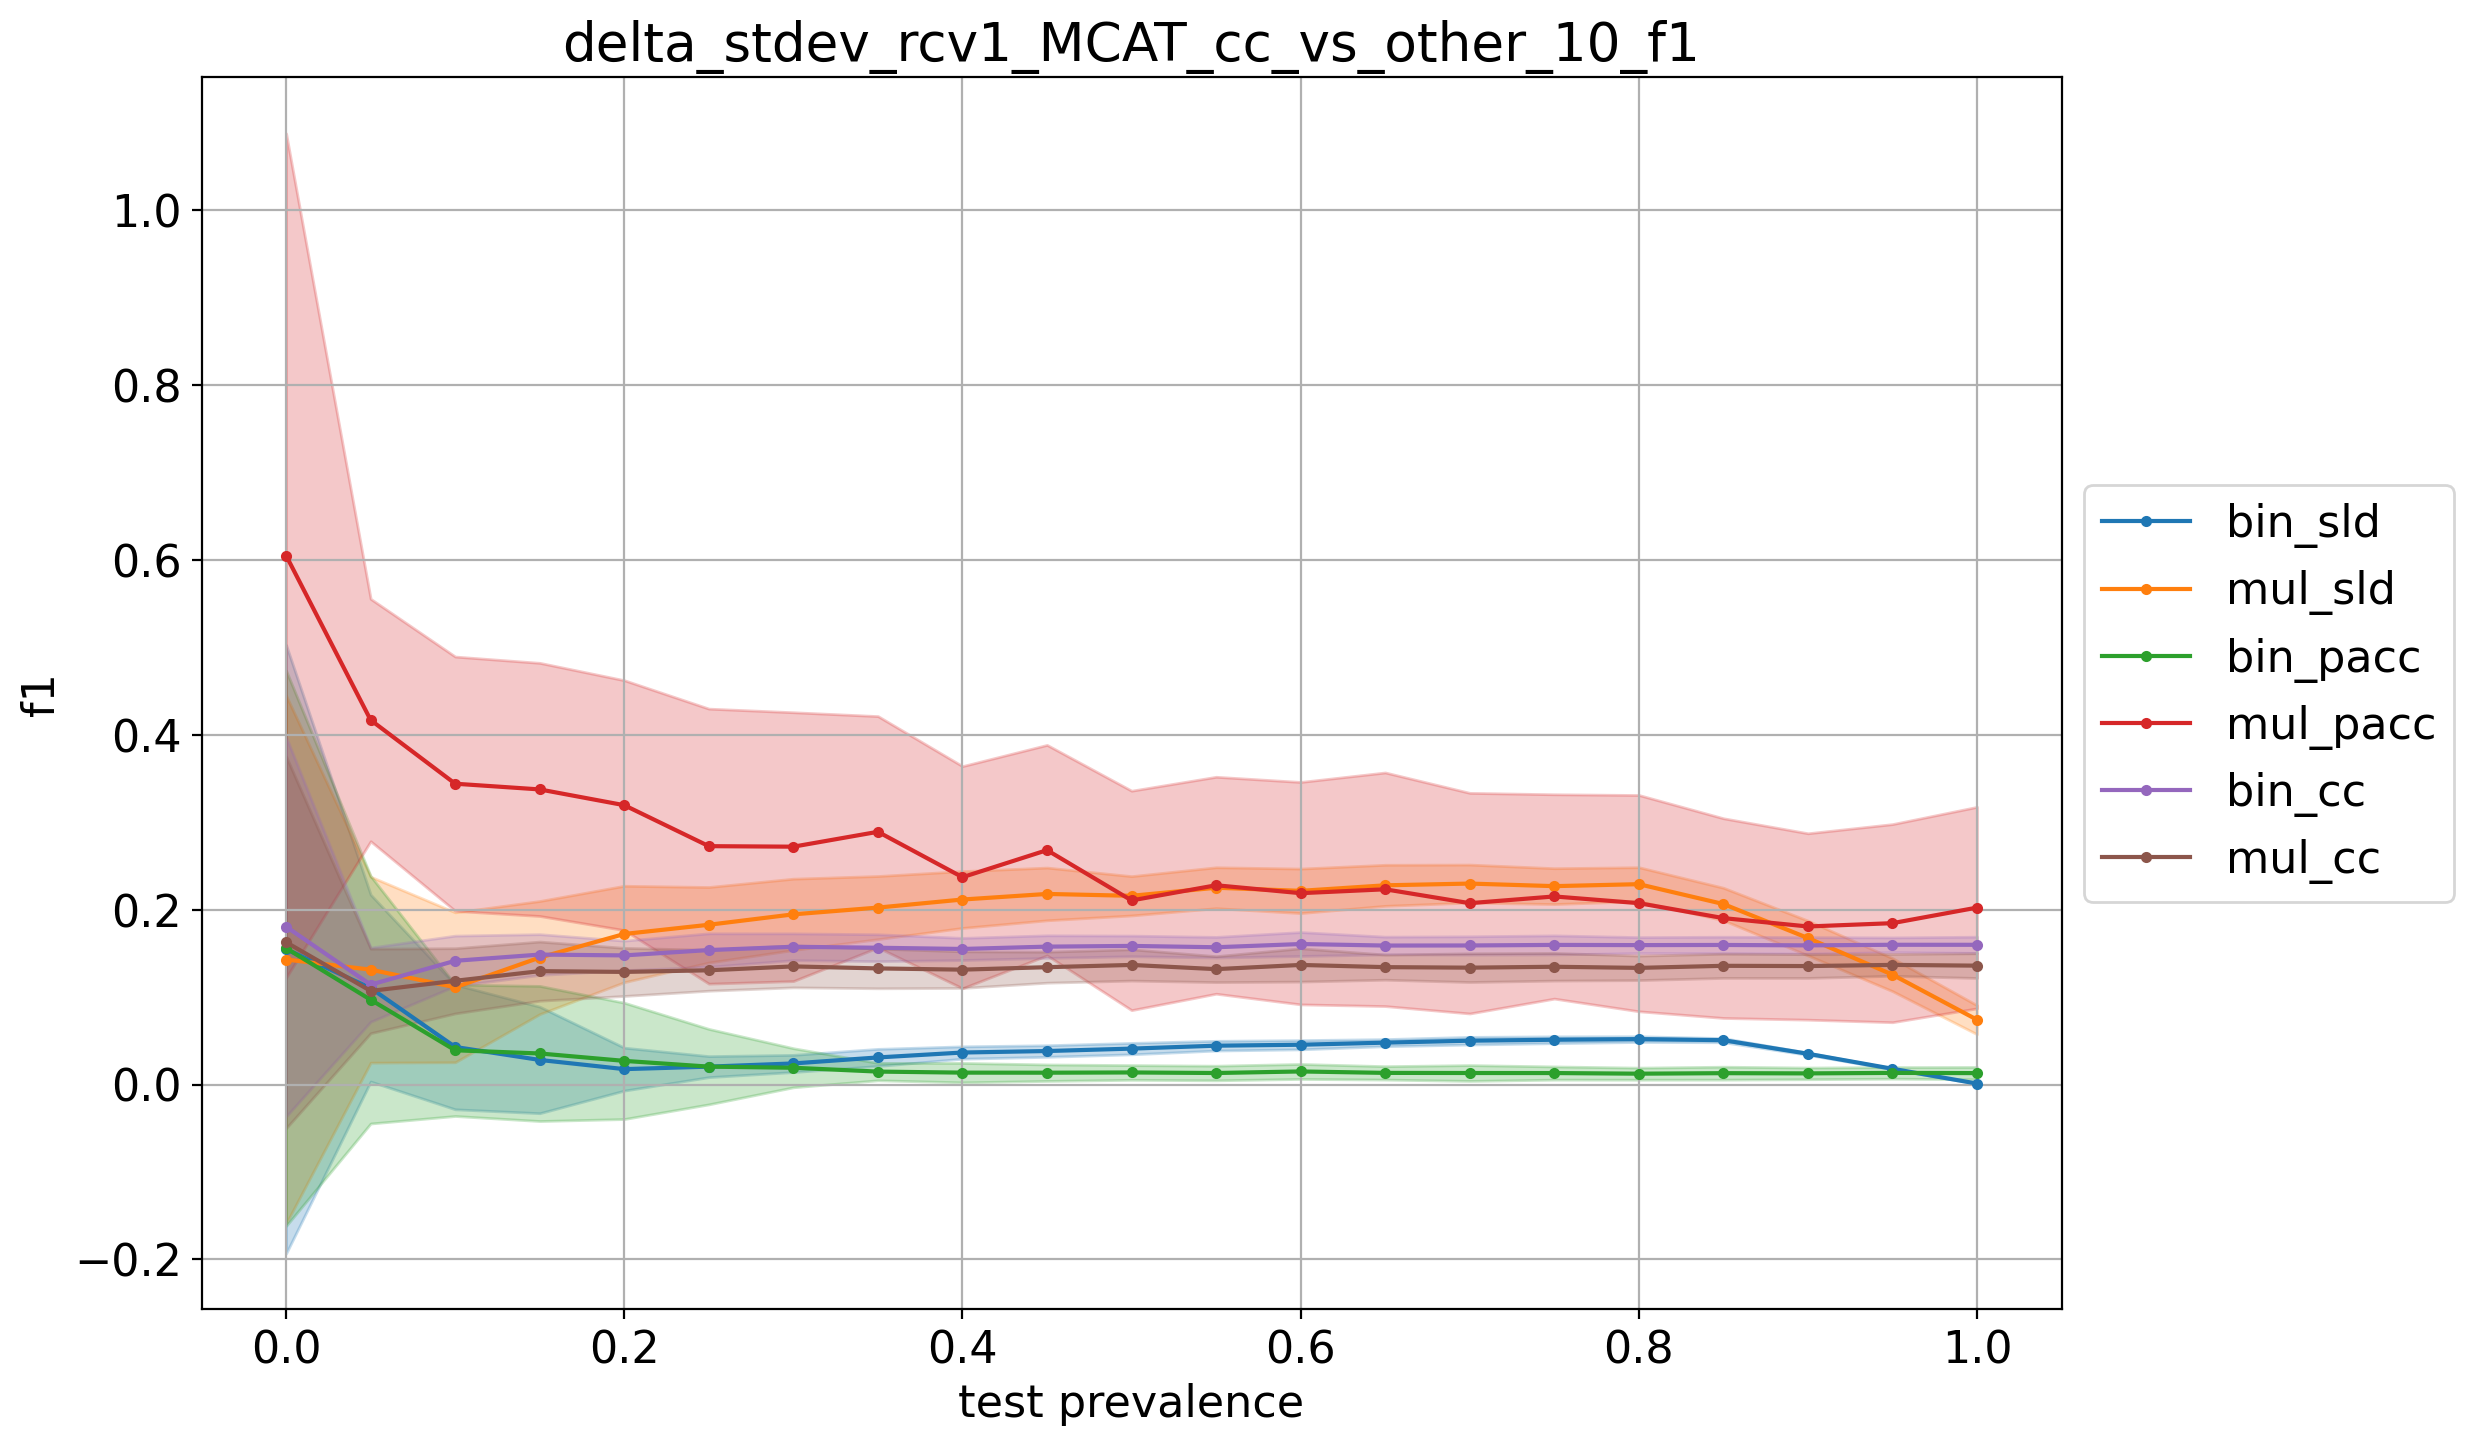 delta_stdev_rcv1_MCAT_cc_vs_other_10_f1
1.0
0.8
0.6
0.4
0.2
0.0
−0.2
f1
0.0 0.2 0.4 0.6 0.8 1.0
test prevalence
bin_sld
mul_sld
bin_pacc
mul_pacc
bin_cc
mul_cc